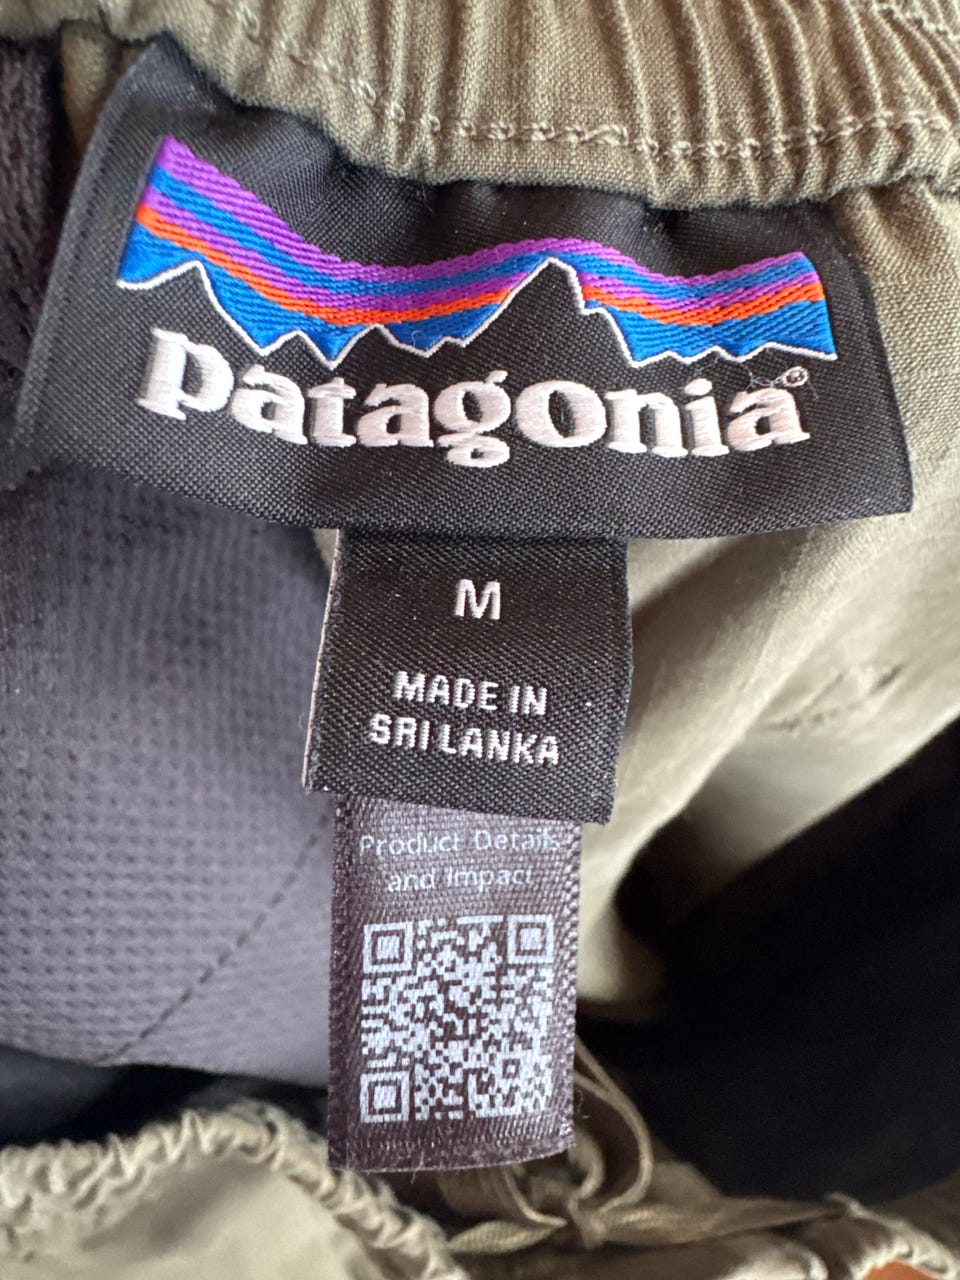 patagonia®
M
MADE IN
SRI LANKA
Product Details
and Impact